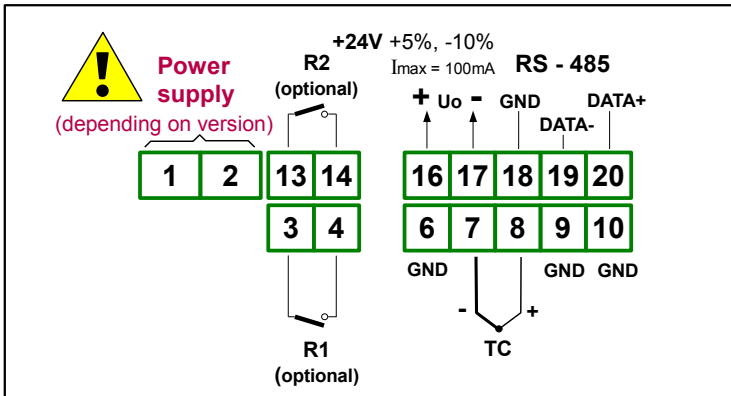 +24V +5%, -10%
Imax = 100mA
RS - 485
Power
supply
(depending on version)
R2
(optional)
+ Uo -
GND
DATA-
DATA+
1 2 13 14 16 17 18 19 20
3 4 6 7 8 9 10
GND
GND GND
- +
TC
R1
(optional)